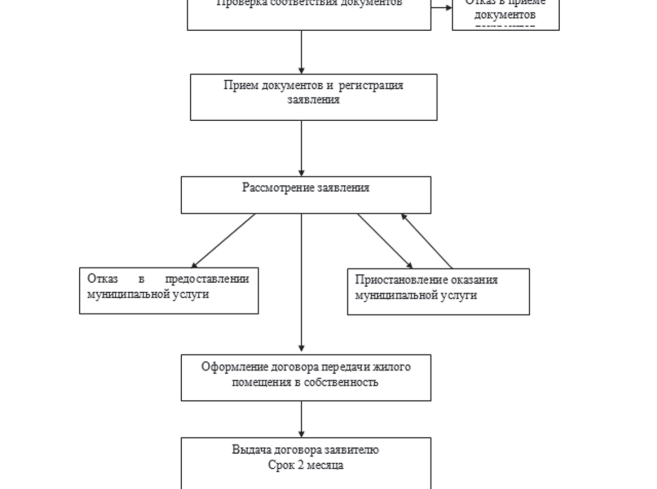 Проверка соответствия документов
Отказ в приеме
документов
Прием документов и регистрация
заявления
Рассмотрение заявления
Отказ в предоставлении
муниципальной услуги
Приостановление оказания
муниципальной услуги
Оформление договора передачи жилого
помещения в собственность
Выдача договора заявителю
Срок 2 месяца